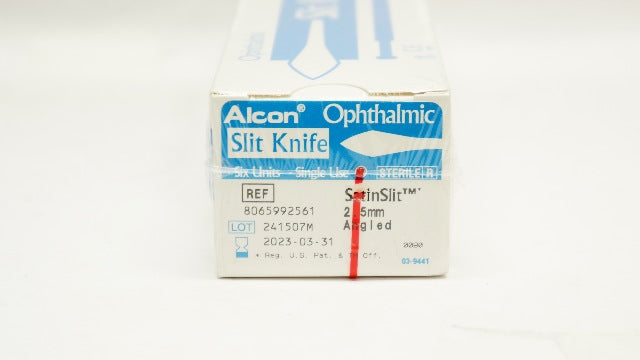 Alcon® Ophthalmic
Slit Knife
Six Units - Single Use STERILE R
REF SatinSlit™*
8065992561
LOT 241507M Angled
2023-03-31
* Reg. U.S. Pat. & TM Off.
03-9441